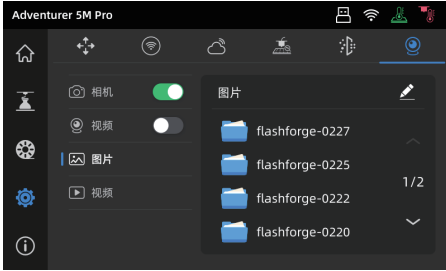 Adventurer 5M Pro
相机
视频
图片
视频
图片
flashforge-0227
flashforge-0225
flashforge-0222
flashforge-0220
1/2